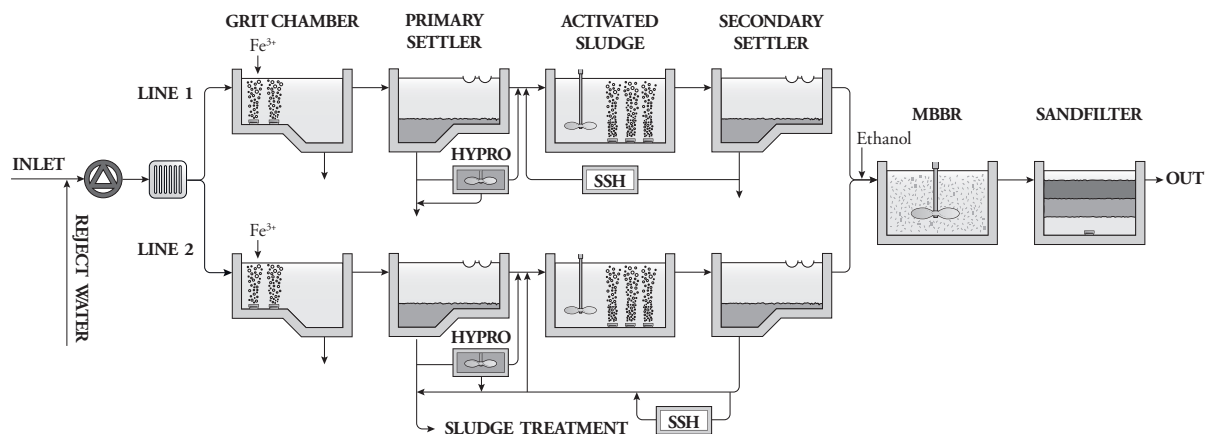 GRIT CHAMBER
PRIMARY
SETTLER
ACTIVATED
SLUDGE
SECONDARY
SETTLER
Fe³⁺
LINE 1
MBBR
SANDFILTER
Ethanol
INLET
HYPRO
SSH
OUT
REJECT WATER
LINE 2
Fe³⁺
HYPRO
SSH
SLUDGE TREATMENT